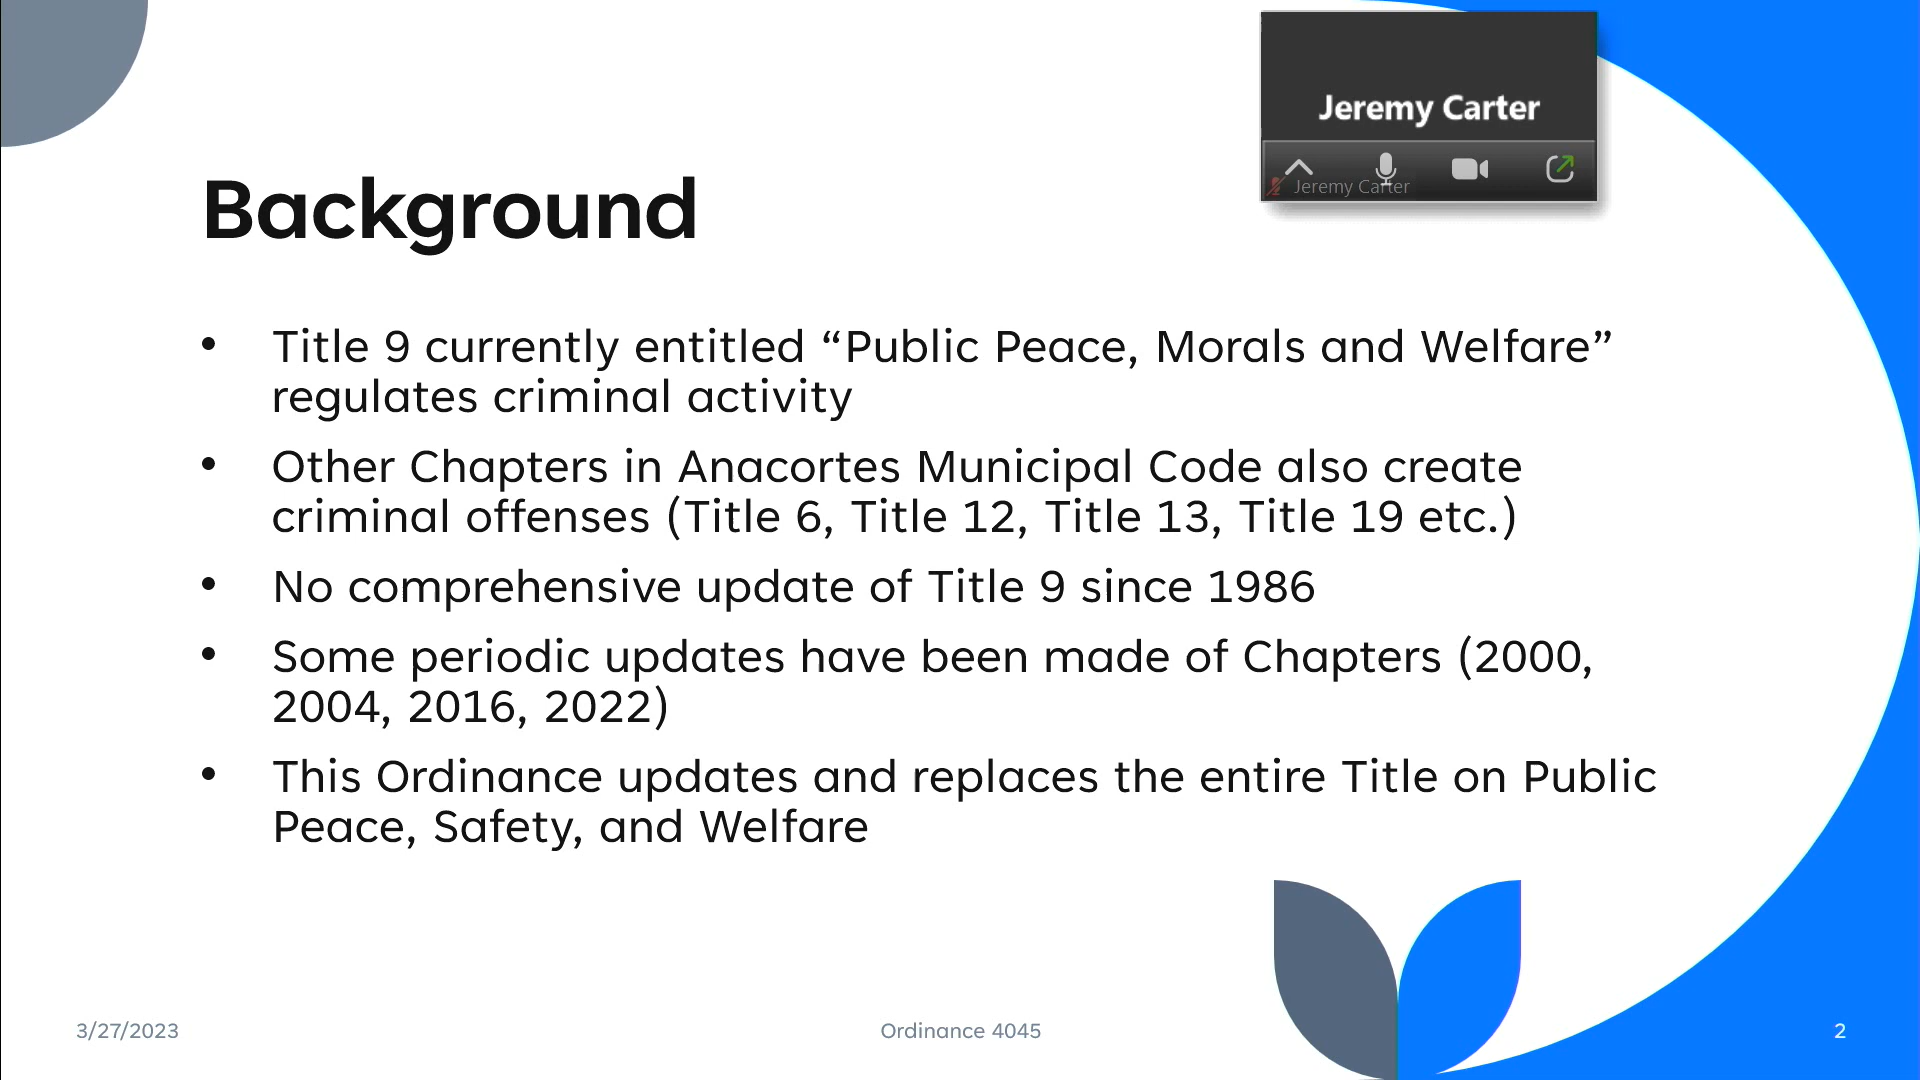 Jeremy Carter
Jeremy Carter
Background
• Title 9 currently entitled “Public Peace, Morals and Welfare”
regulates criminal activity
• Other Chapters in Anacortes Municipal Code also create
criminal offenses (Title 6, Title 12, Title 13, Title 19 etc.)
• No comprehensive update of Title 9 since 1986
• Some periodic updates have been made of Chapters (2000,
2004, 2016, 2022)
• This Ordinance updates and replaces the entire Title on Public
Peace, Safety, and Welfare
3/27/2023
Ordinance 4045
2